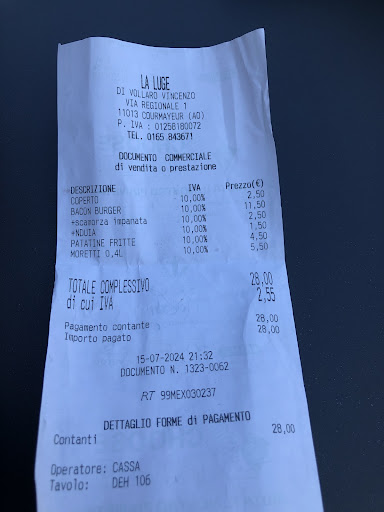 LA LUGE
DI VOLLARO VINCENZO
VIA REGIONALE 1
11013 COURMAYEUR (AO)
P. IVA : 01258180072
TEL. 0165 843671
DOCUMENTO COMMERCIALE
di vendita o prestazione
DESCRIZIONE IVA Prezzo(€)
COPERTO 10,00% 2,50
BACON BURGER 10,00% 11,50
+scamorza impanata 10,00% 2,50
+NDUIA 10,00% 1,50
PATATINE FRITTE 10,00% 4,50
MORETTI 0,4L 10,00% 5,50
TOTALE COMPLESSIVO 28,00
di cui IVA 2,55
Pagamento contante 28,00
Importo pagato 28,00
15-07-2024 21:32
DOCUMENTO N. 1323-0062
RT 99MEX030237
DETTAGLIO FORME di PAGAMENTO
Contanti 28,00
Operatore: CASSA
Tavolo: DEH 106